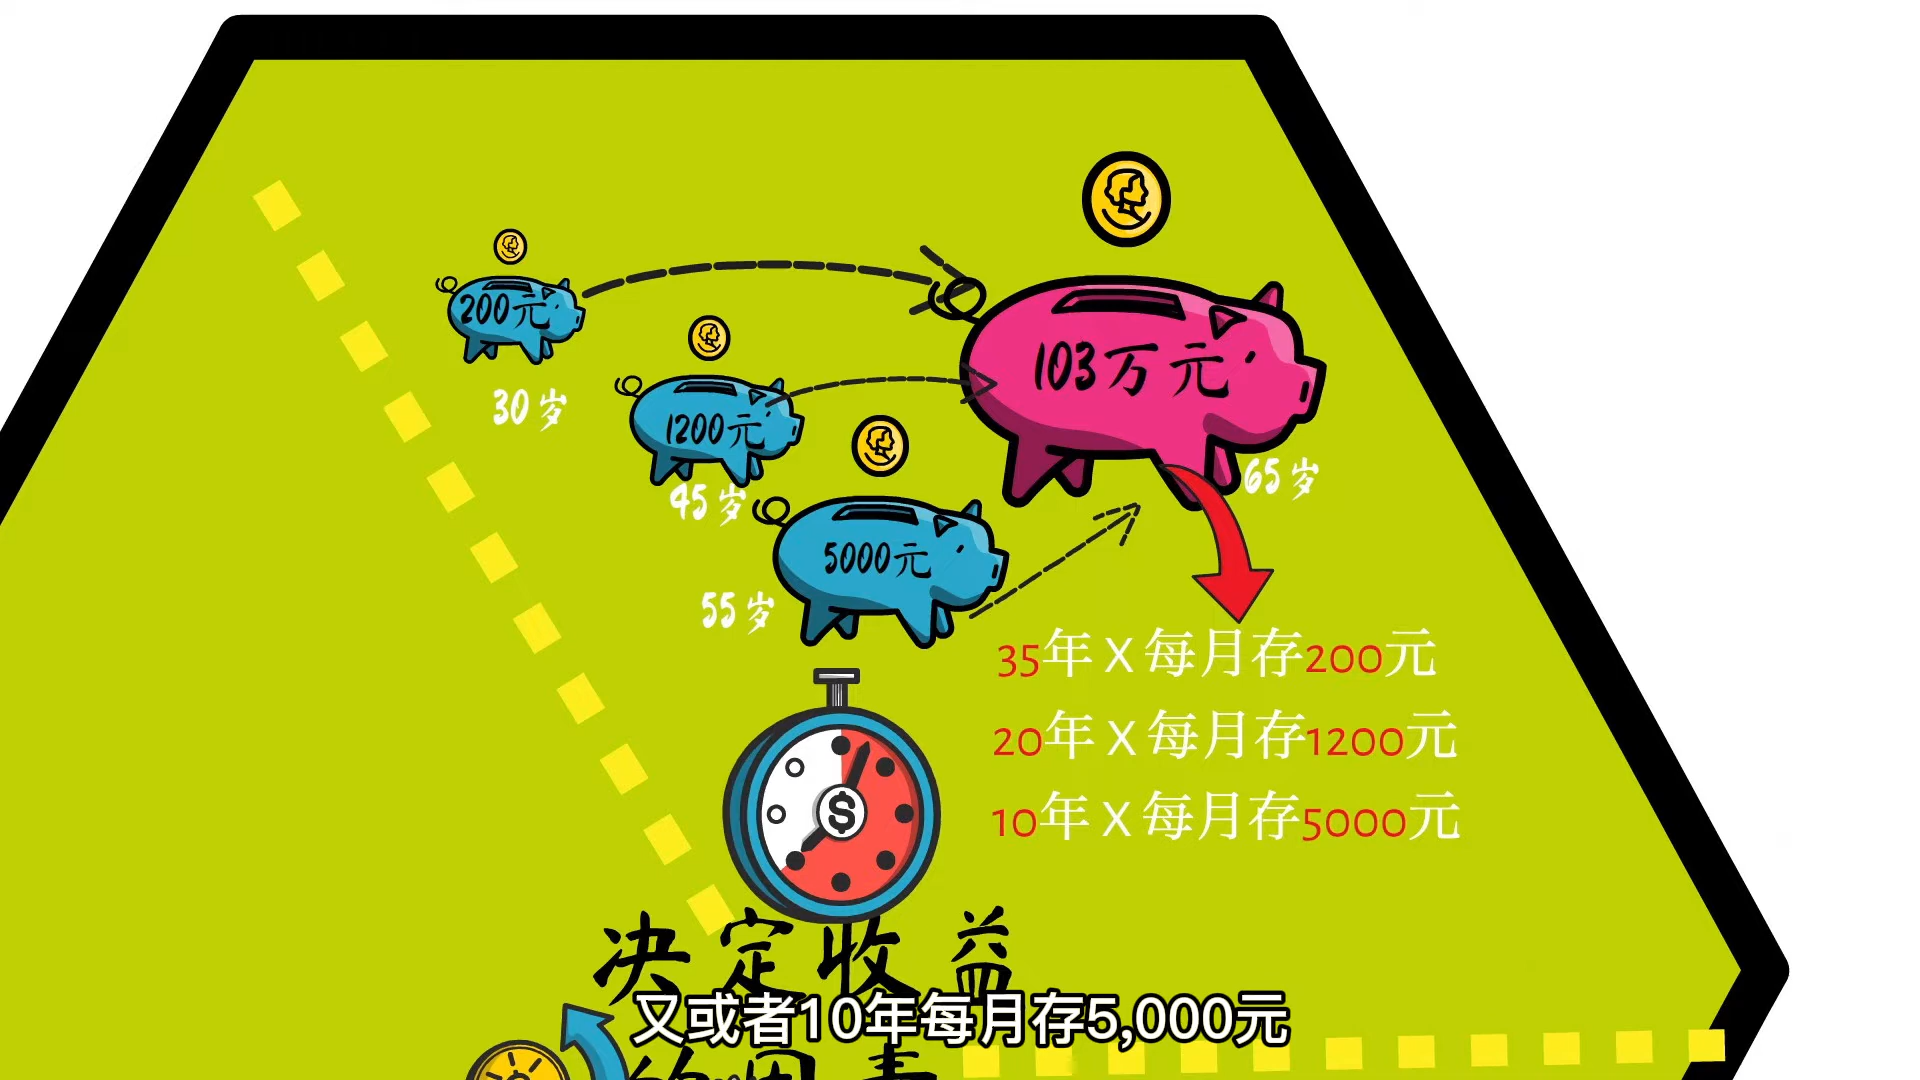 200元
30岁
1200元
45岁
5000元
55岁
103万元
65岁
35年X每月存200元
20年X每月存1200元
10年X每月存5000元
$
决定收益
又或者10年每月存5,000元